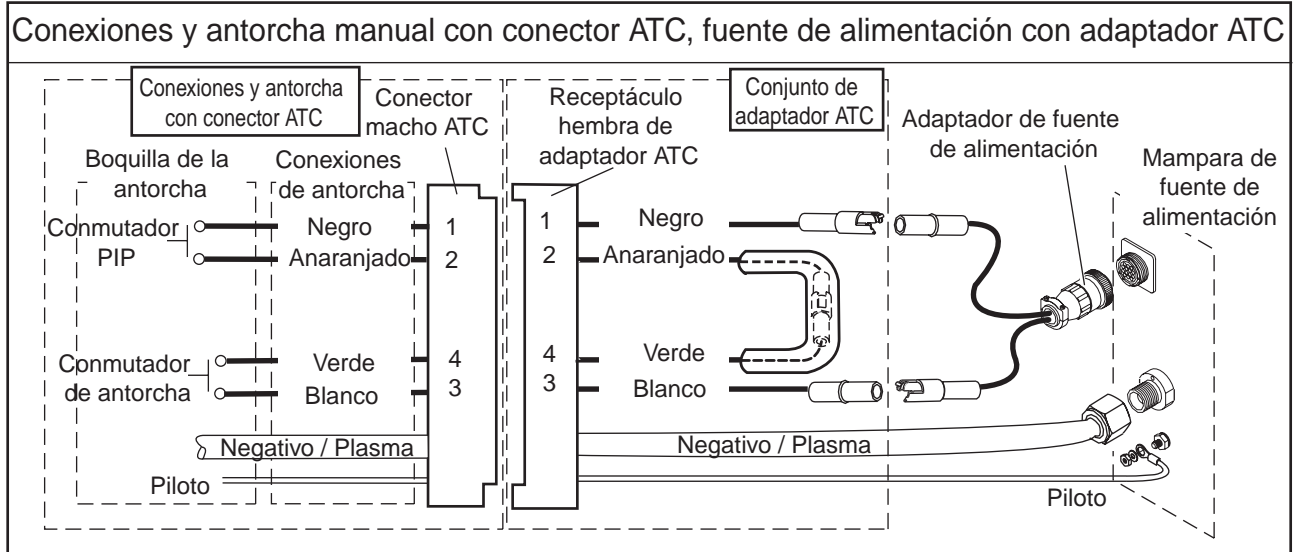 Conexiones y antorcha manual con conector ATC, fuente de alimentación con adaptador ATC
Conexiones y antorcha
con conector ATC
Conector
macho ATC
Receptáculo
hembra de
adaptador ATC
Conjunto de
adaptador ATC
Adaptador de fuente
de alimentación
Mampara de
fuente de
alimentación
Boquilla de la
antorcha
Conexiones
de antorcha
Conmutador
PIP
Negro
Anaranjado
1
2
1
2
Negro
Anaranjado
Conmutador
de antorcha
Verde
Blanco
4
3
4
3
Verde
Blanco
Negativo / Plasma
Negativo / Plasma
Piloto
Piloto